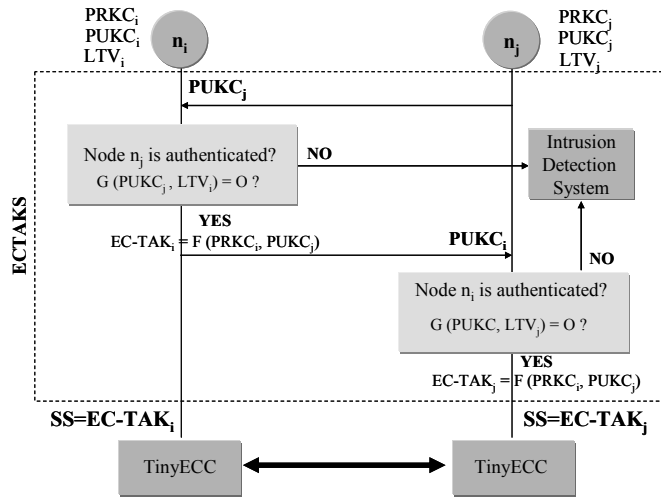 PRKCi
PUKCi
LTVi
ni
nj
PRKCj
PUKCj
LTVj
PUKCj
Node nj is authenticated?
G (PUKCj , LTVi) = O ?
NO
Intrusion
Detection
System
YES
EC-TAKi = F (PRKCi, PUKCj)
PUKCi
NO
ECTAKS
Node ni is authenticated?
G (PUKC, LTVj) = O ?
YES
EC-TAKj = F (PRKCi, PUKCj)
SS=EC-TAKi
SS=EC-TAKj
TinyECC
TinyECC